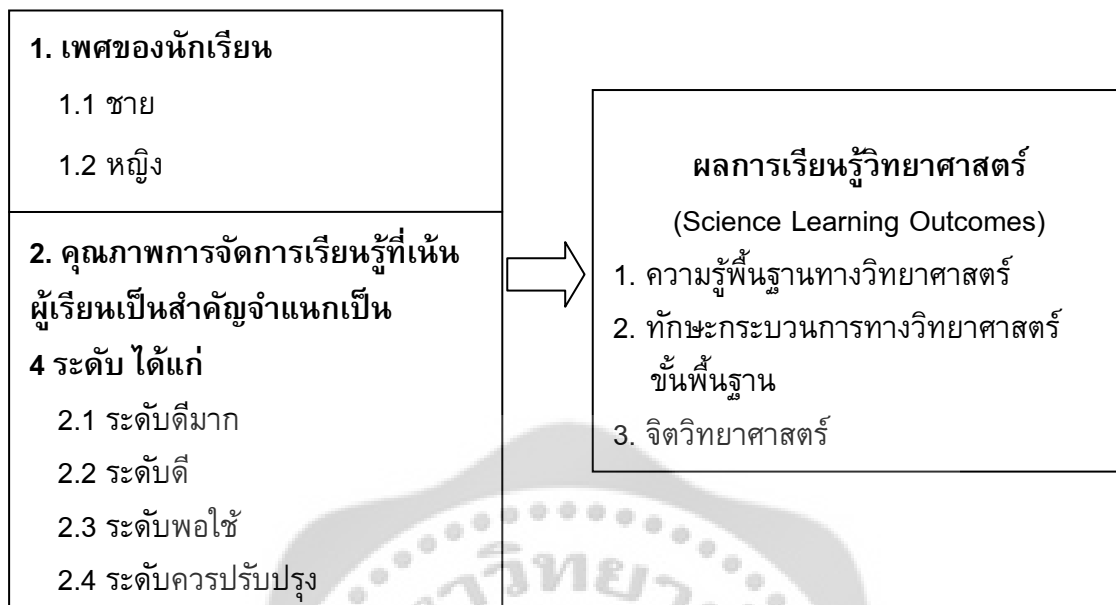 1. เพศของนักเรียน
1.1 ชาย
1.2 หญิง
2. คุณภาพการจัดการเรียนรู้ที่เน้น
ผู้เรียนเป็นสำคัญจำแนกเป็น
4 ระดับ ได้แก่
2.1 ระดับดีมาก
2.2 ระดับดี
2.3 ระดับพอใช้
2.4 ระดับควรปรับปรุง
ผลการเรียนรู้วิทยาศาสตร์
(Science Learning Outcomes)
1. ความรู้พื้นฐานทางวิทยาศาสตร์
2. ทักษะกระบวนการทางวิทยาศาสตร์
ขั้นพื้นฐาน
3. จิตวิทยาศาสตร์